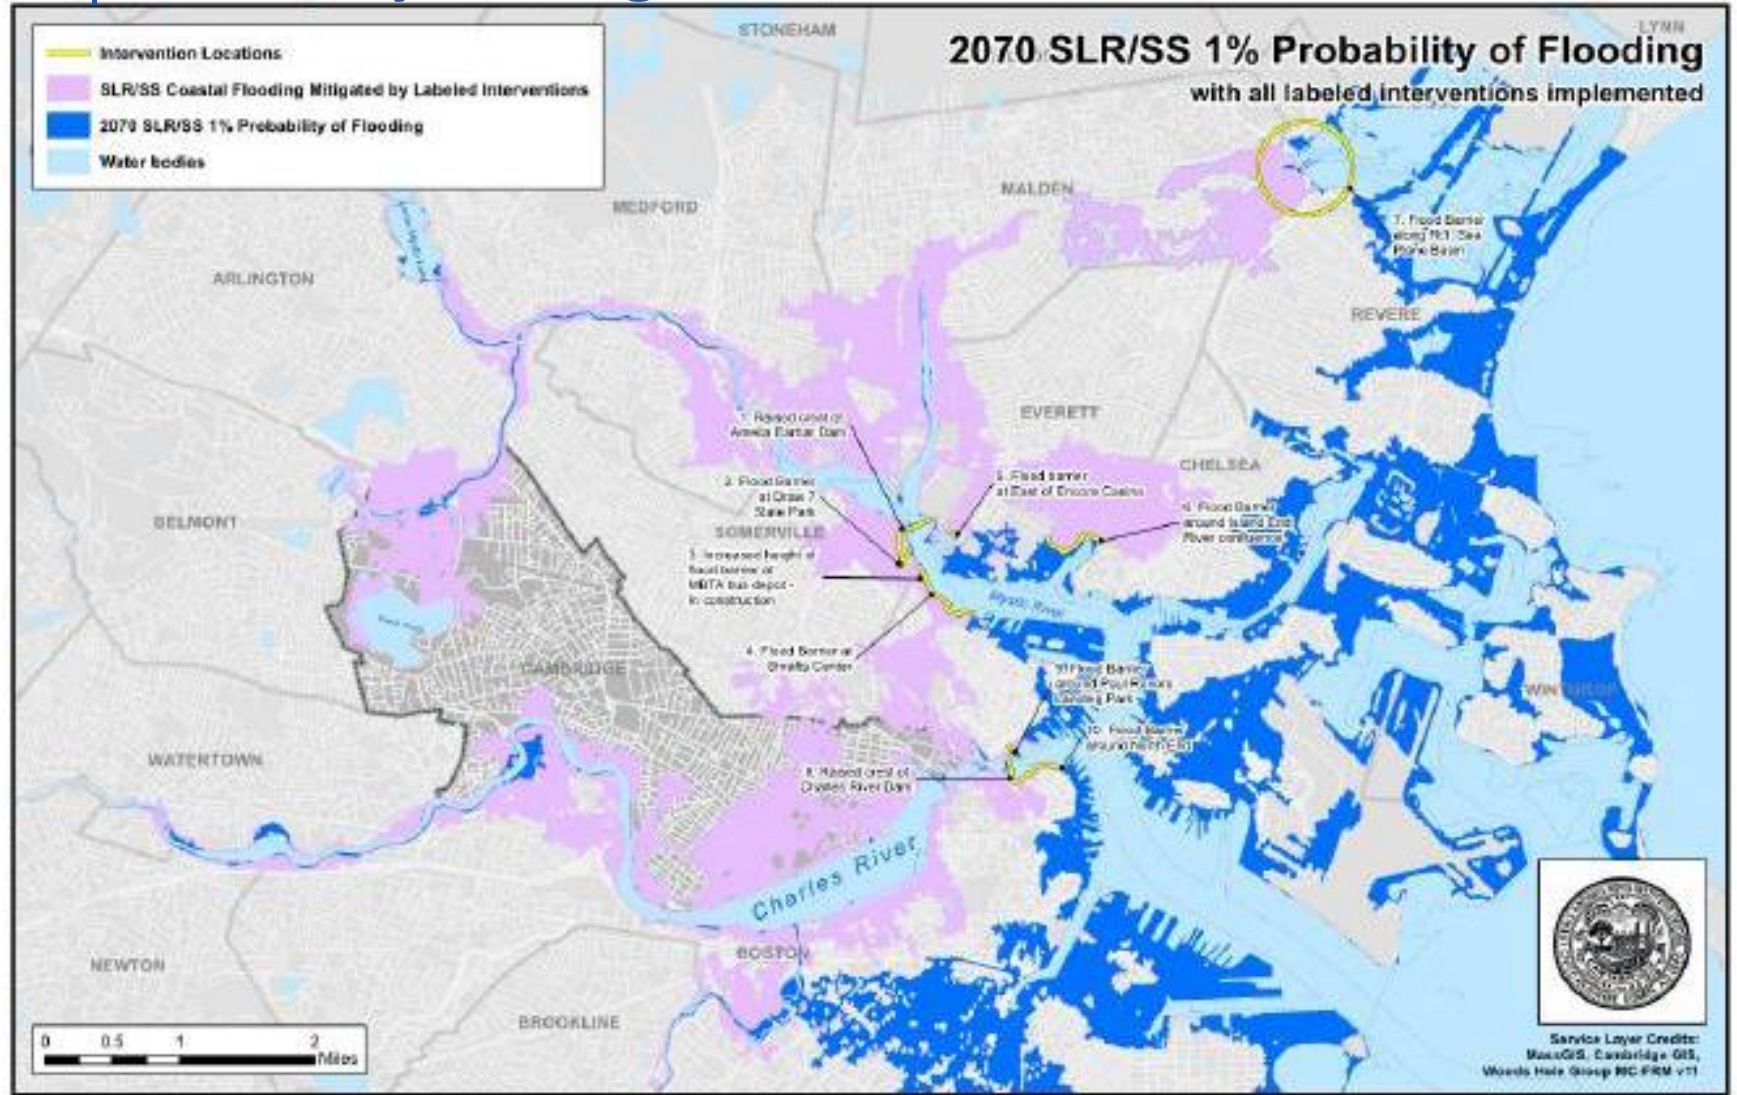 2070 SLR/SS 1% Probability of Flooding
with all labeled interventions implemented
Intervention Locations
SLR/SS Coastal Flooding Mitigated by Labeled Interventions
2070 SLR/SS 1% Probability of Flooding
Water bodies
STONEHAM
LYNN
MALDEN
MEDFORD
7. Flood Barrier
along Rt1. Sea
Plane Basin
ARLINGTON
REVERE
1. Raised crest of
Amelia Earhart Dam
EVERETT
CHELSEA
2. Flood Barrier
at Draw 7
State Park
5. Flood barrier
at East of Encore Casino
6. Flood Barrier
around Island End
River confluence
BELMONT
SOMERVILLE
3. Increased height of
flood barrier at
MBTA bus depot -
in construction
Mystic River
4. Flood Barrier at
CAMBRIDGE
9. Flood Barrier
around Paul Revere
Landing Park
WINTHROP
10. Flood Barrier
around North End
WATERTOWN
8. Raised crest of
Charles River Dam
Charles River
BOSTON
NEWTON
BROOKLINE
0 0.5 1 2
Miles
Service Layer Credits:
MassGIS, Cambridge GIS,
Woods Hole Group MC-FRM v11